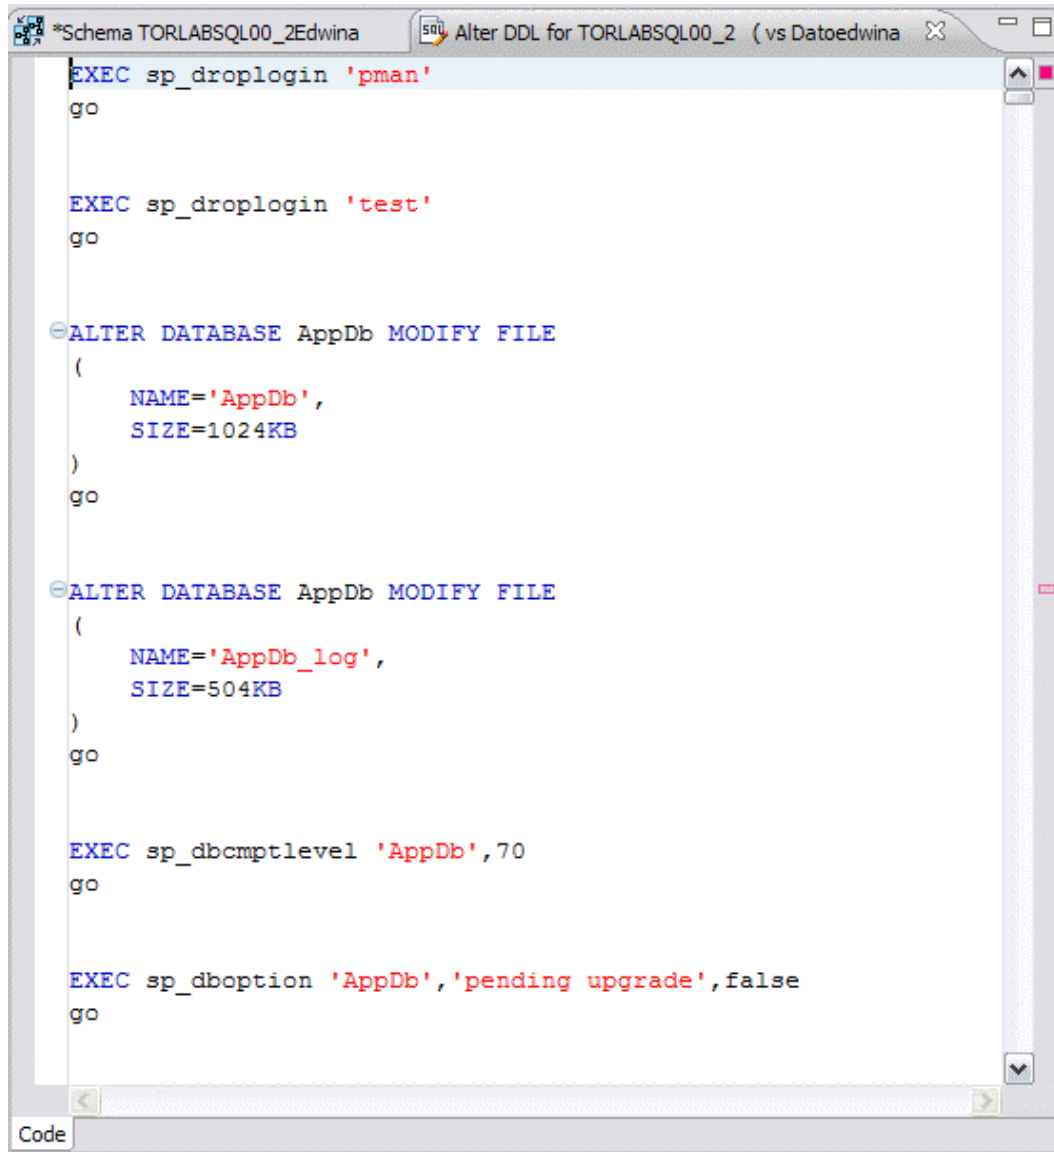 *Schema TORLABSQL00_2Edwina
Alter DDL for TORLABSQL00_2 ( vs Datoedwina
EXEC sp_droplogin 'pman'
go
EXEC sp_droplogin 'test'
go
ALTER DATABASE AppDb MODIFY FILE
(
NAME='AppDb',
SIZE=1024KB
)
go
ALTER DATABASE AppDb MODIFY FILE
(
NAME='AppDb_log',
SIZE=504KB
)
go
EXEC sp_dbcmptlevel 'AppDb',70
go
EXEC sp_dboption 'AppDb','pending upgrade',false
go
Code